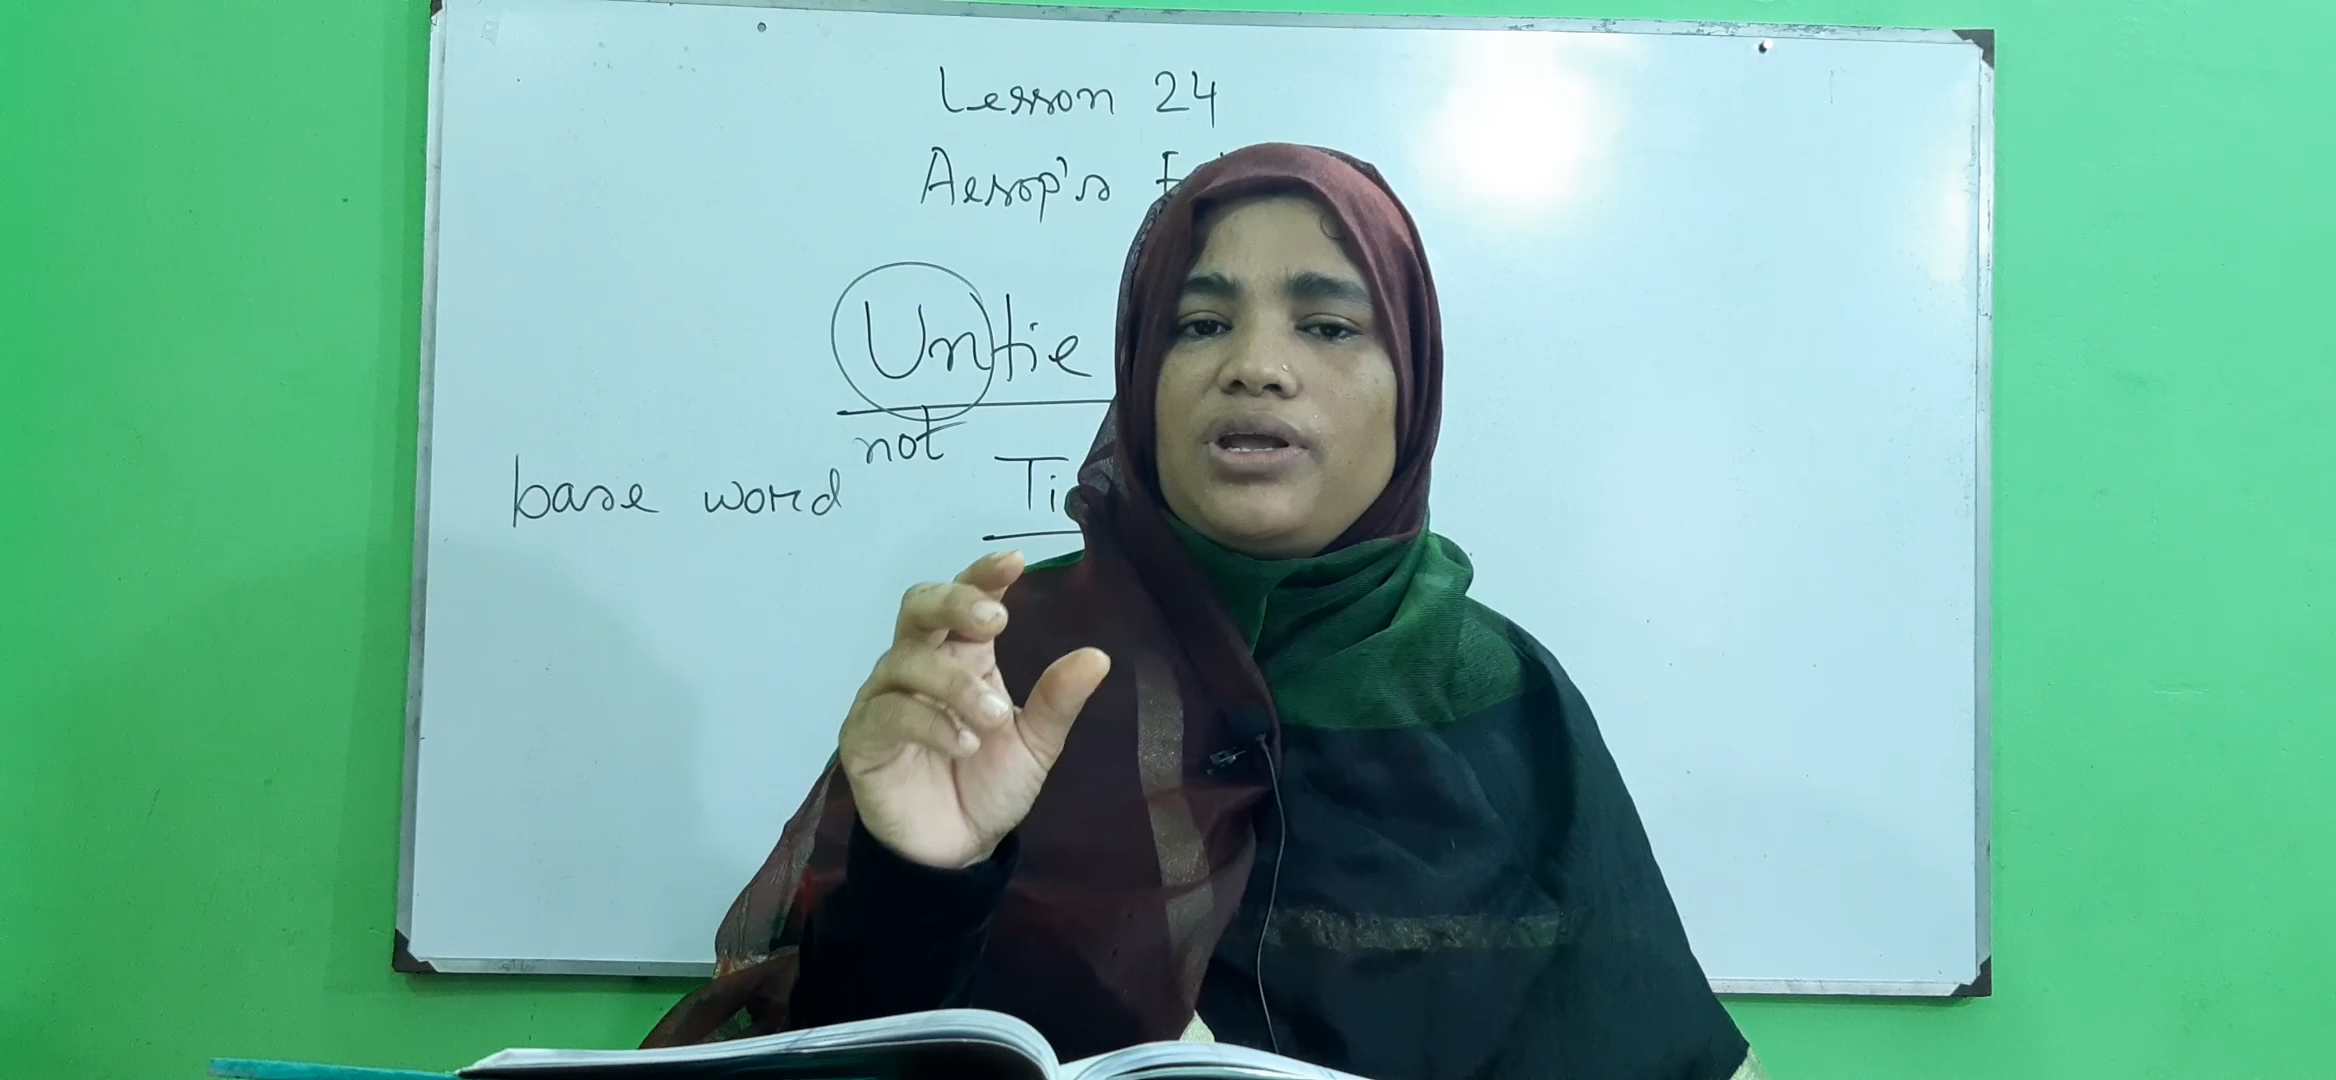 Lesson 24
Aesop's
Untie
not
base word